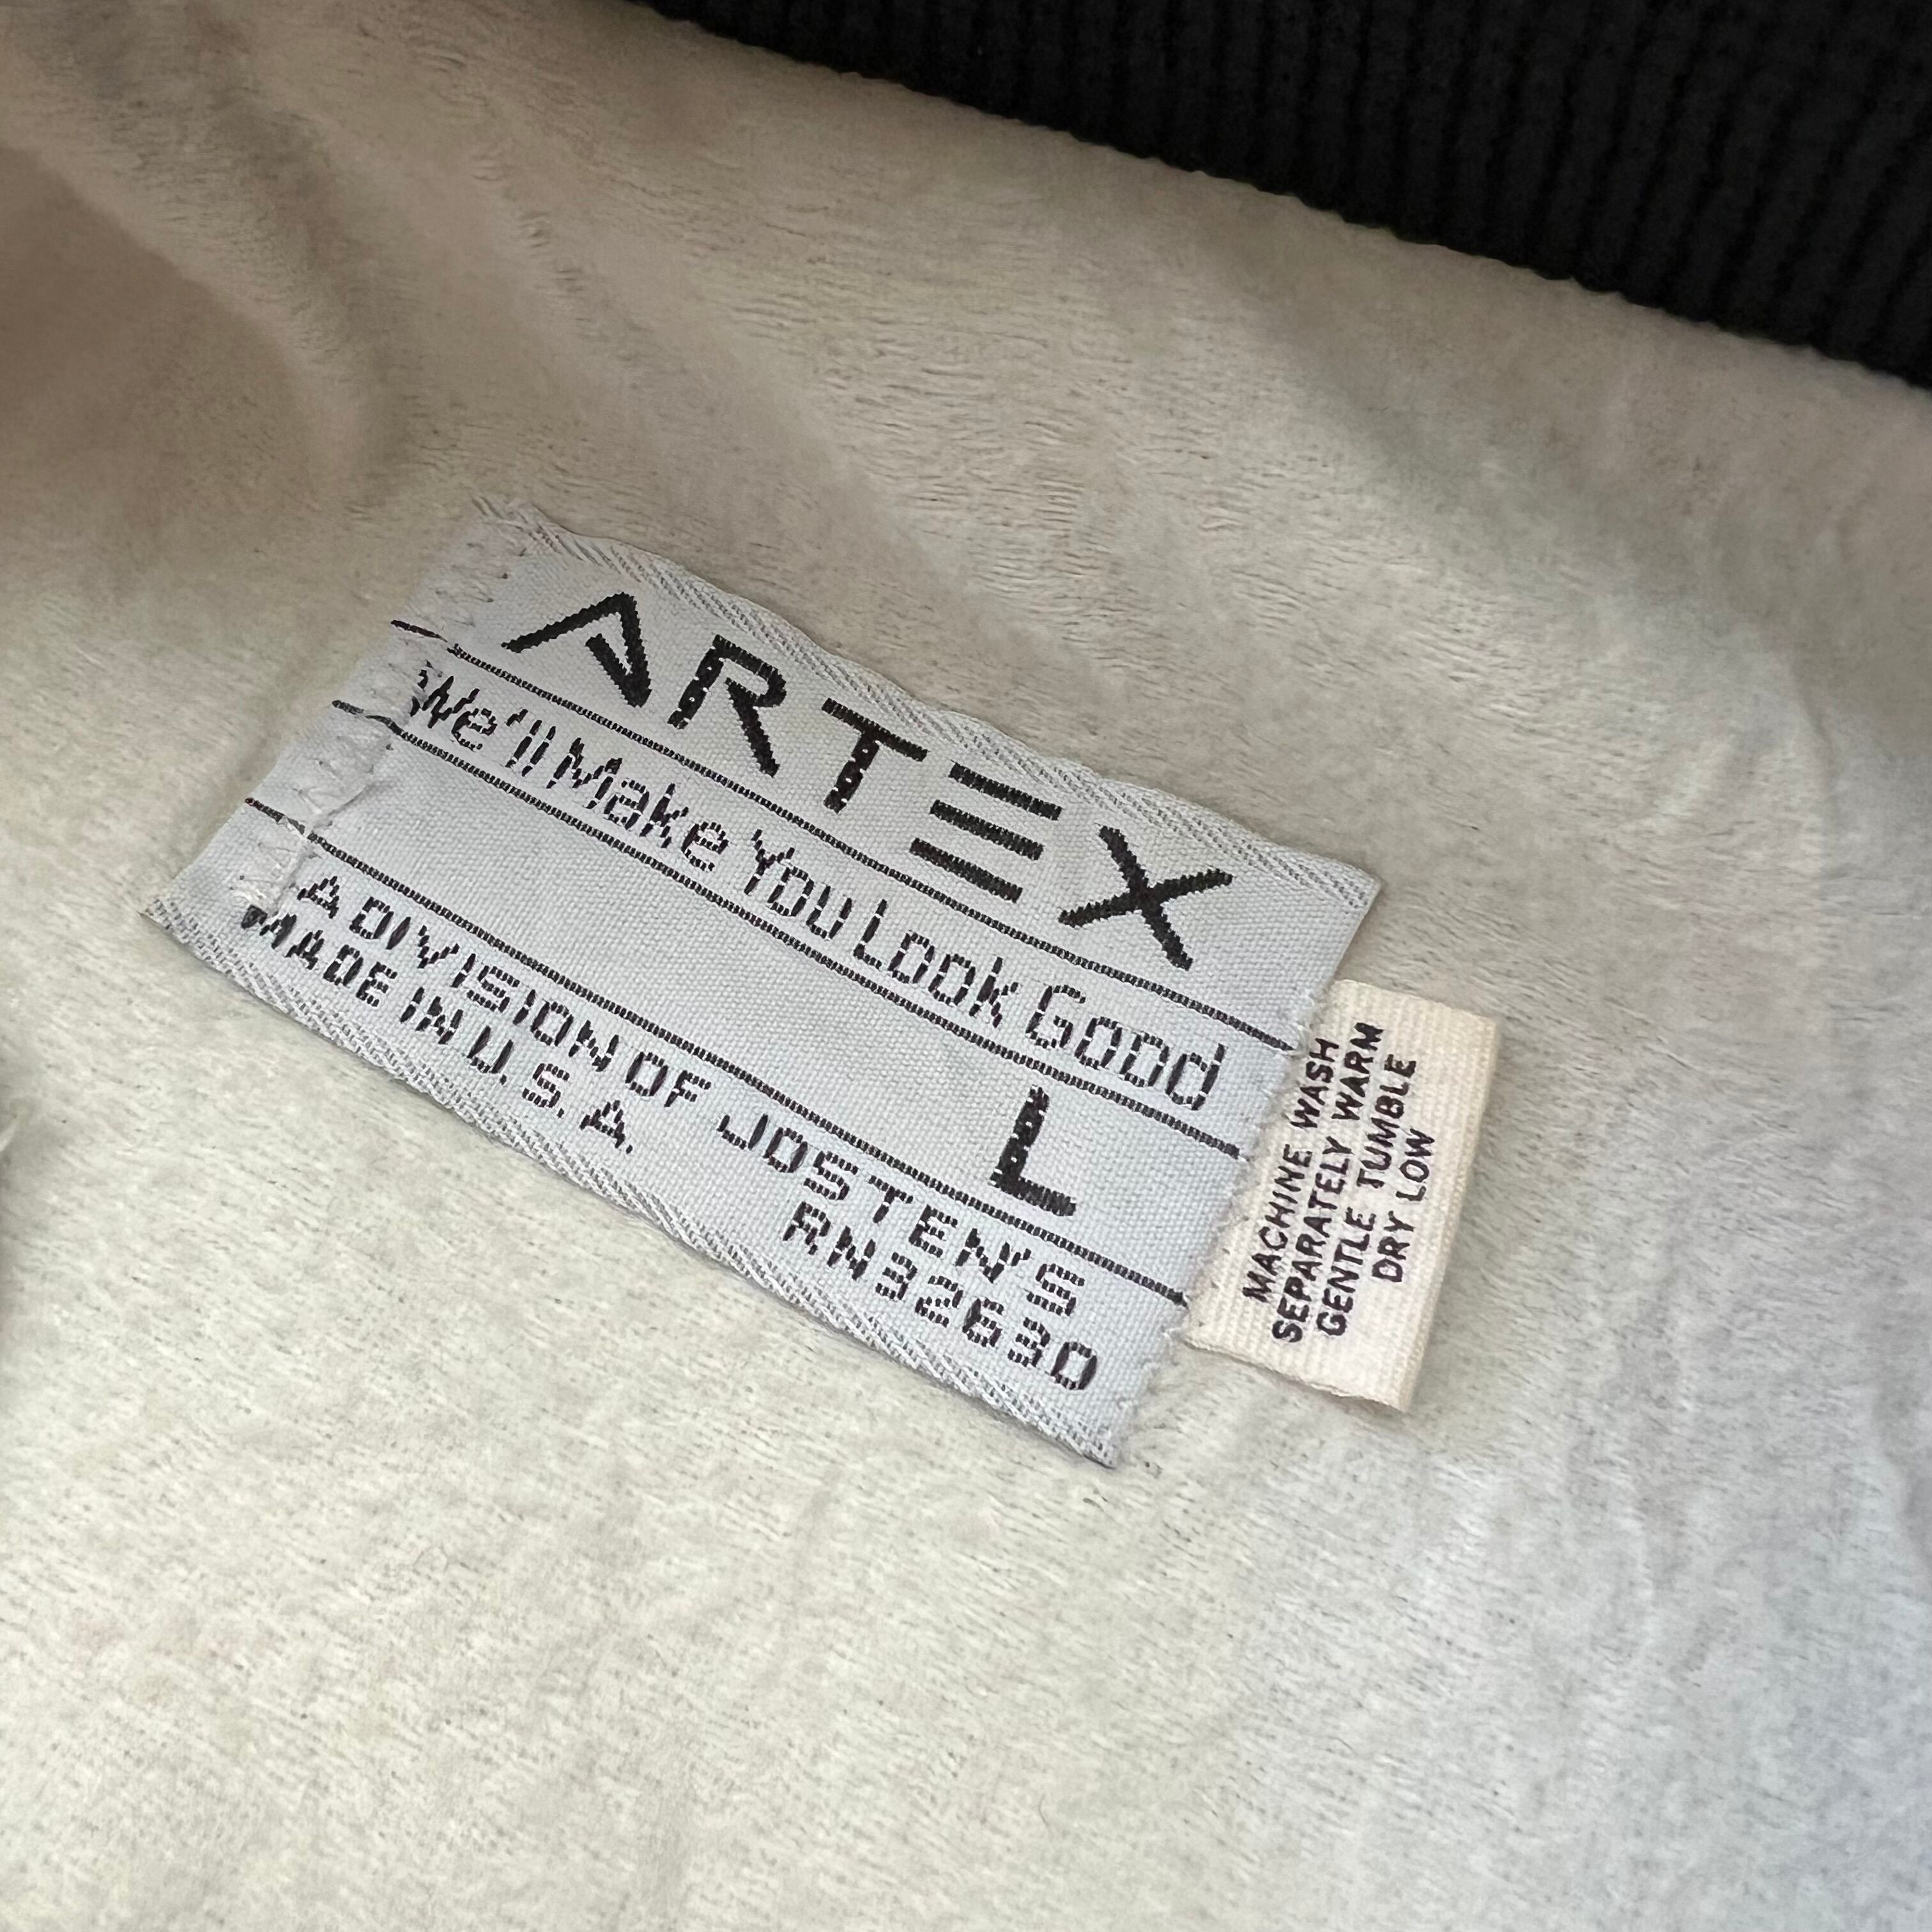 ARTEX
We'll Make You Look Good
L
A DIVISION OF JOSTEN'S
MADE IN U.S.A. RN32630
MACHINE WASH
SEPARATELY WARM
GENTLE TUMBLE
DRY LOW